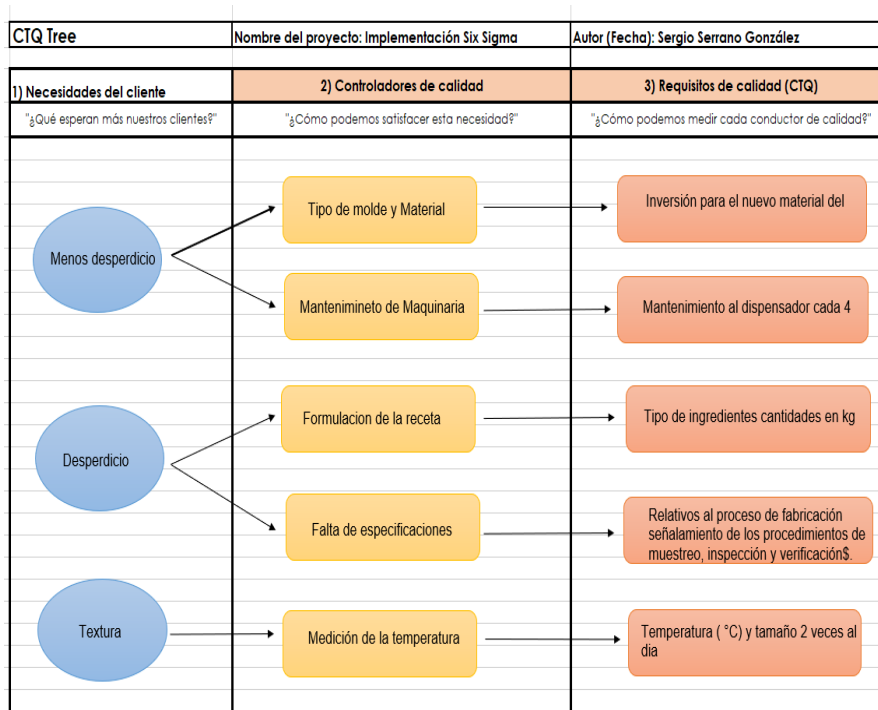 CTQ Tree
Nombre del proyecto: Implementación Six Sigma
Autor (Fecha): Sergio Serrano González
1) Necesidades del cliente
2) Controladores de calidad
3) Requisitos de calidad (CTQ)
"¿Qué esperan más nuestros clientes?"
"¿Cómo podemos satisfacer esta necesidad?"
"¿Cómo podemos medir cada conductor de calidad?"
Menos desperdicio
Tipo de molde y Material
Inversión para el nuevo material del
Mantenimineto de Maquinaria
Mantenimiento al dispensador cada 4
Desperdicio
Formulacion de la receta
Tipo de ingredientes cantidades en kg
Falta de especificaciones
Relativos al proceso de fabricación
señalamiento de los procedimientos de
muestreo, inspección y verificación$.
Textura
Medición de la temperatura
Temperatura ( °C) y tamaño 2 veces al
dia